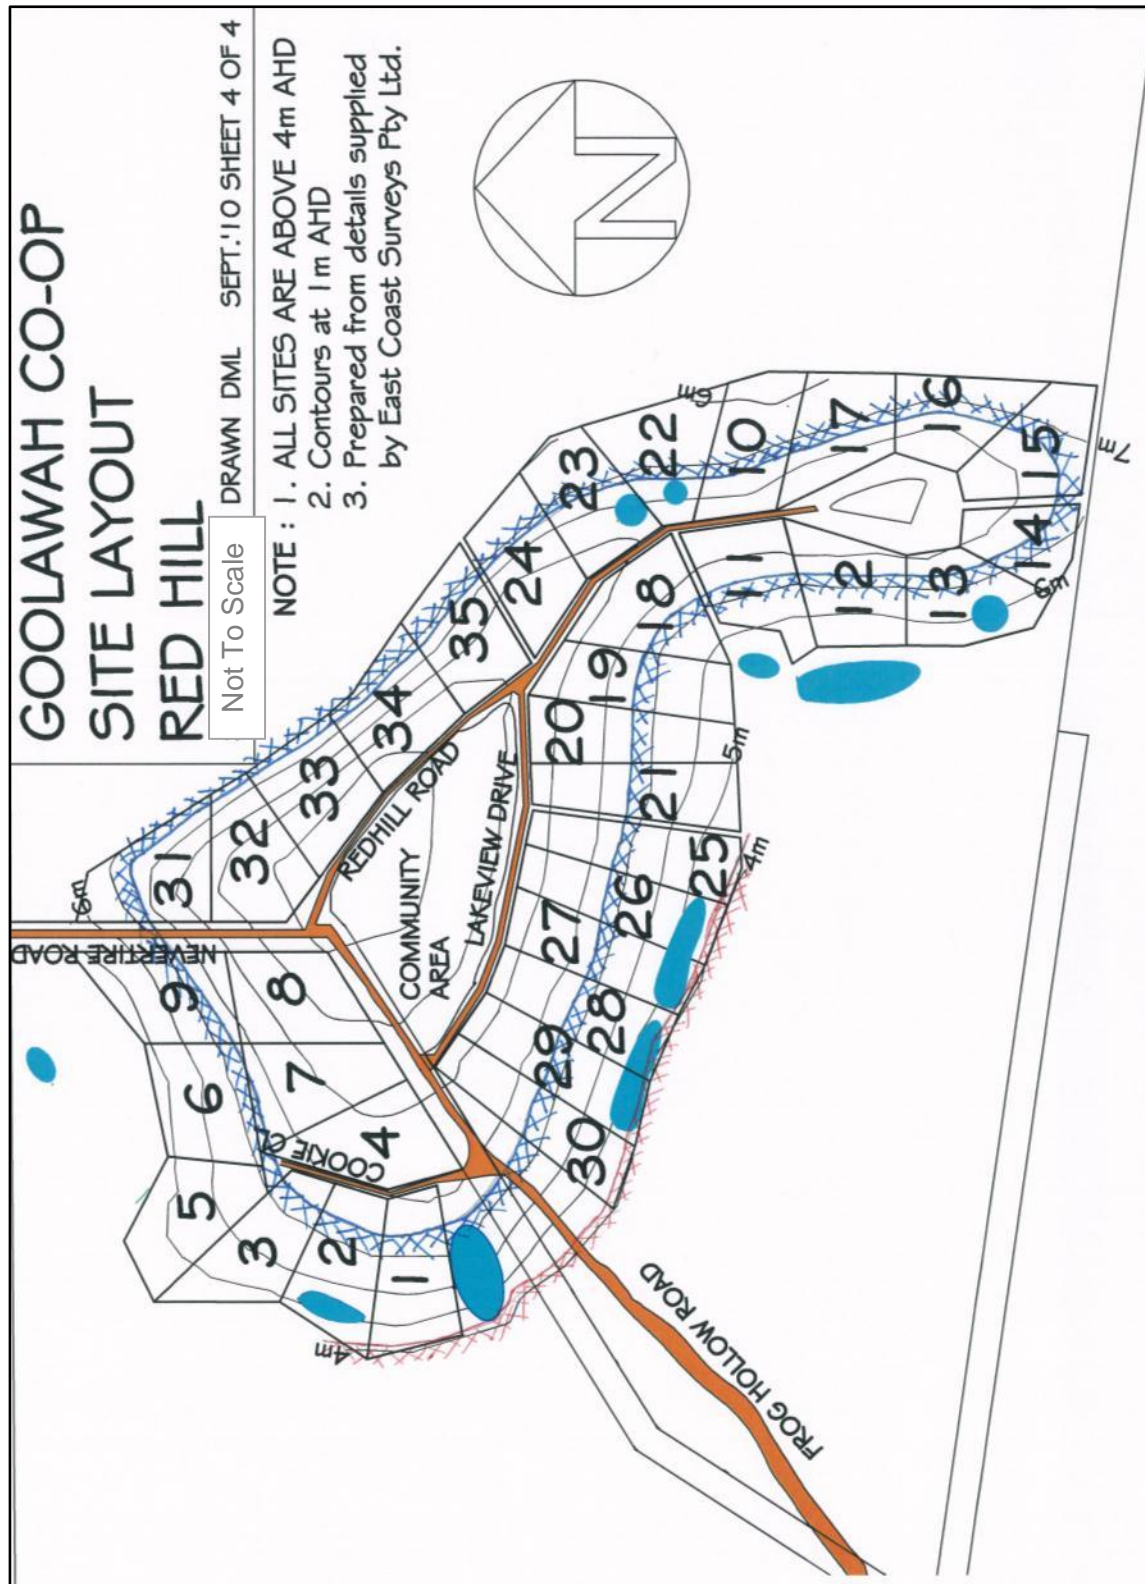 GOOLAWAH CO-OP
SITE LAYOUT
RED HILL
Not To Scale
DRAWN DML SEPT.'10 SHEET 4 OF 4
NOTE : 1. ALL SITES ARE ABOVE 4m AHD
2. Contours at 1m AHD
3. Prepared from details supplied
by East Coast Surveys Pty Ltd.
N
6m
NEVERTIRE ROAD
31
32
33
34
35
24
23
22
6m
10
17
16
15
7m
14
6m
13
12
11
18
19
20
21
5m
REDHILL ROAD
COMMUNITY
AREA
LAKEVIEW DRIVE
9
8
7
6
5
4
COOKIE CL
3
2
1
4m
25
4m
26
27
28
29
30
FROG HOLLOW ROAD